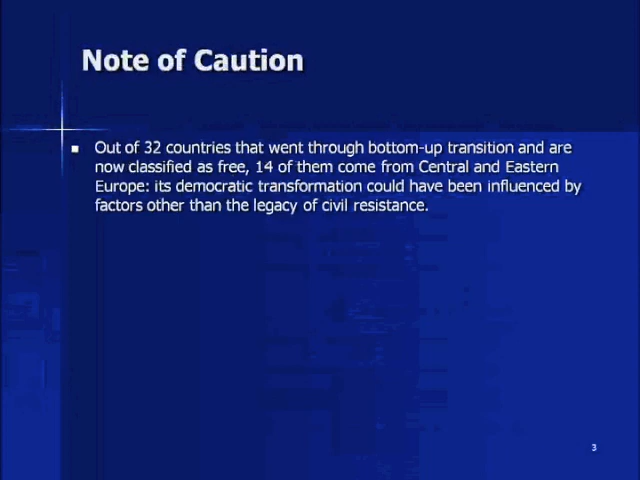 Note of Caution
Out of 32 countries that went through bottom-up transition and are
now classified as free, 14 of them come from Central and Eastern
Europe: its democratic transformation could have been influenced by
factors other than the legacy of civil resistance.
3